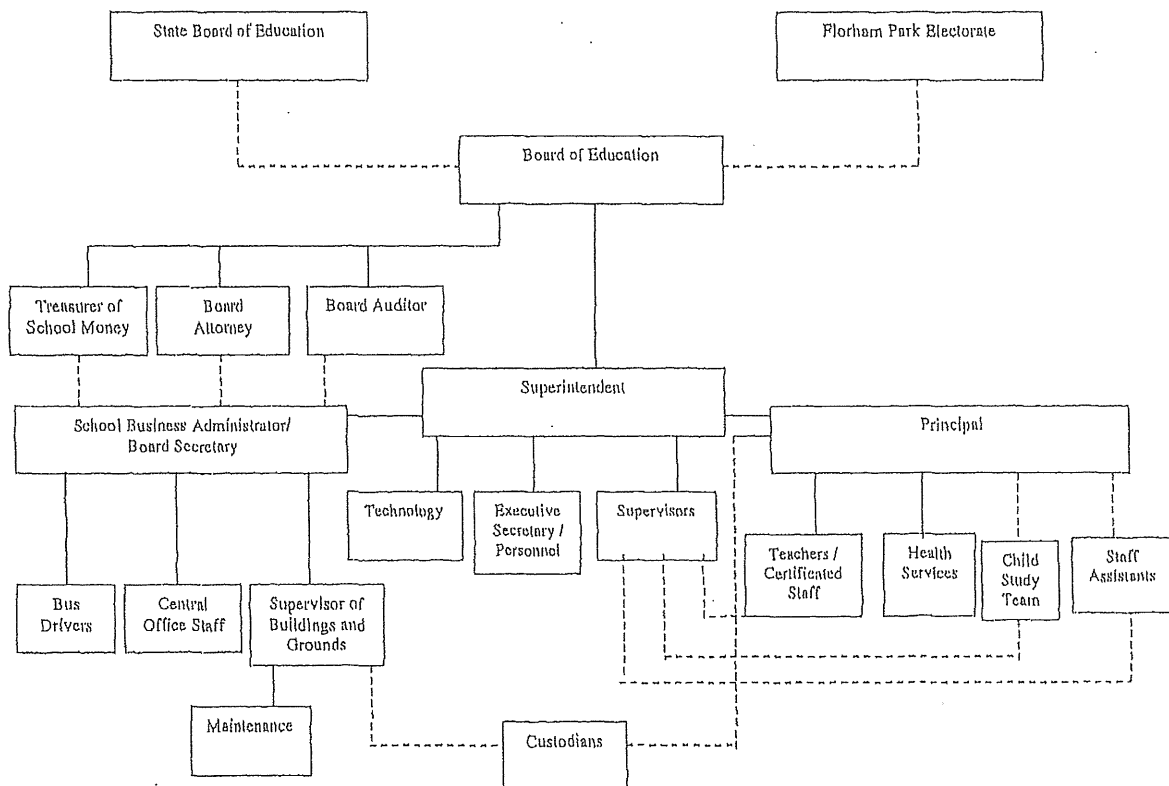 State Board of Education
Florham Park Electorate
Board of Education
Treasurer of
School Money
Board
Attorney
Board Auditor
Superintendent
School Business Administrator/
Board Secretary
Principal
Technology
Executive
Secretary /
Personnel
Supervisors
Teachers /
Certificated
Staff
Health
Services
Child
Study
Team
Staff
Assistants
Bus
Drivers
Central
Office Staff
Supervisor of
Buildings and
Grounds
Maintenance
Custodians